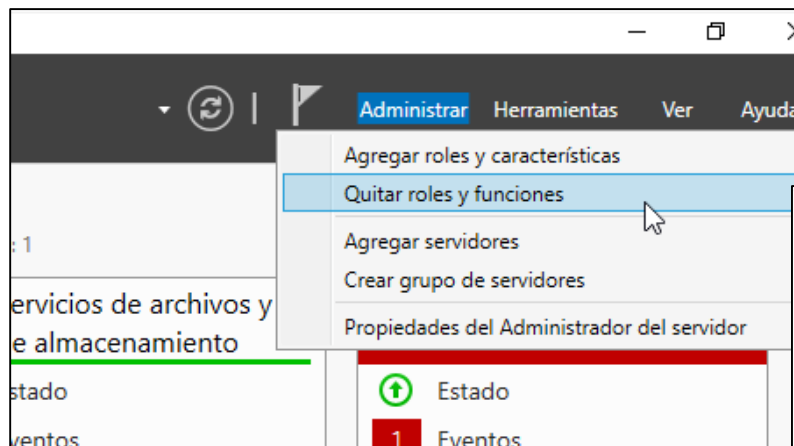 Administrar Herramientas Ver Ayuda
Agregar roles y características
Quitar roles y funciones
Agregar servidores
Crear grupo de servidores
Propiedades del Administrador del servidor
: 1
ervicios de archivos y
e almacenamiento
stado
Estado
ventos
1 Eventos